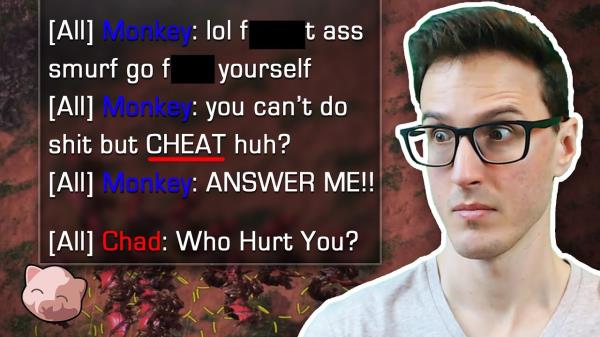 [All] Monkey: lol f t ass
smurf go f yourself
[All] Monkey: you can't do
shit but CHEAT huh?
[All] Monkey: ANSWER ME!!
[All] Chad: Who Hurt You?